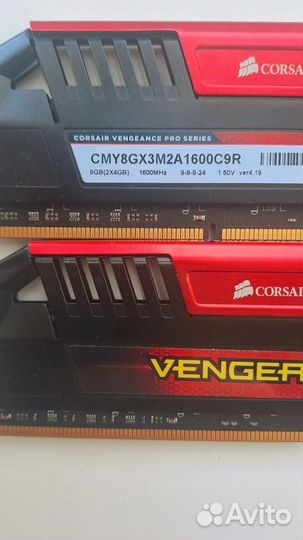 CORSAIR
CORSAIR VENGEANCE PRO SERIES
CMY8GX3M2A1600C9R
8GB(2X4GB) 1600MHz 9-9-9-24 1.50V ver4.19
CORSAIR
VENGEA
Avito